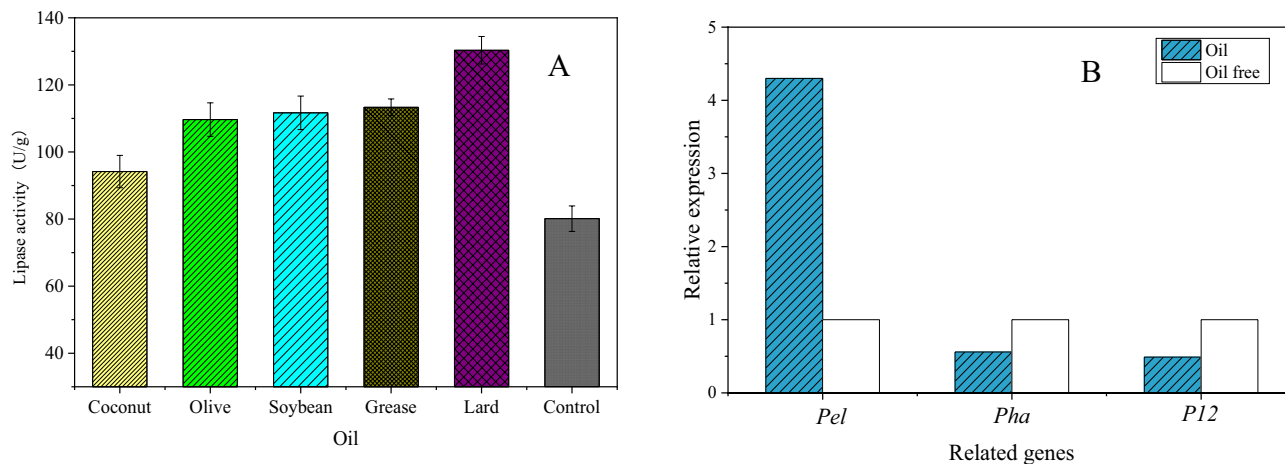 A
Lipase activity（U/g）
140
120
100
80
60
40
Coconut Olive Soybean Grease Lard Control
Oil
B
Oil
Oil free
Relative expression
5
4
3
2
1
0
Pel Pha P12
Related genes